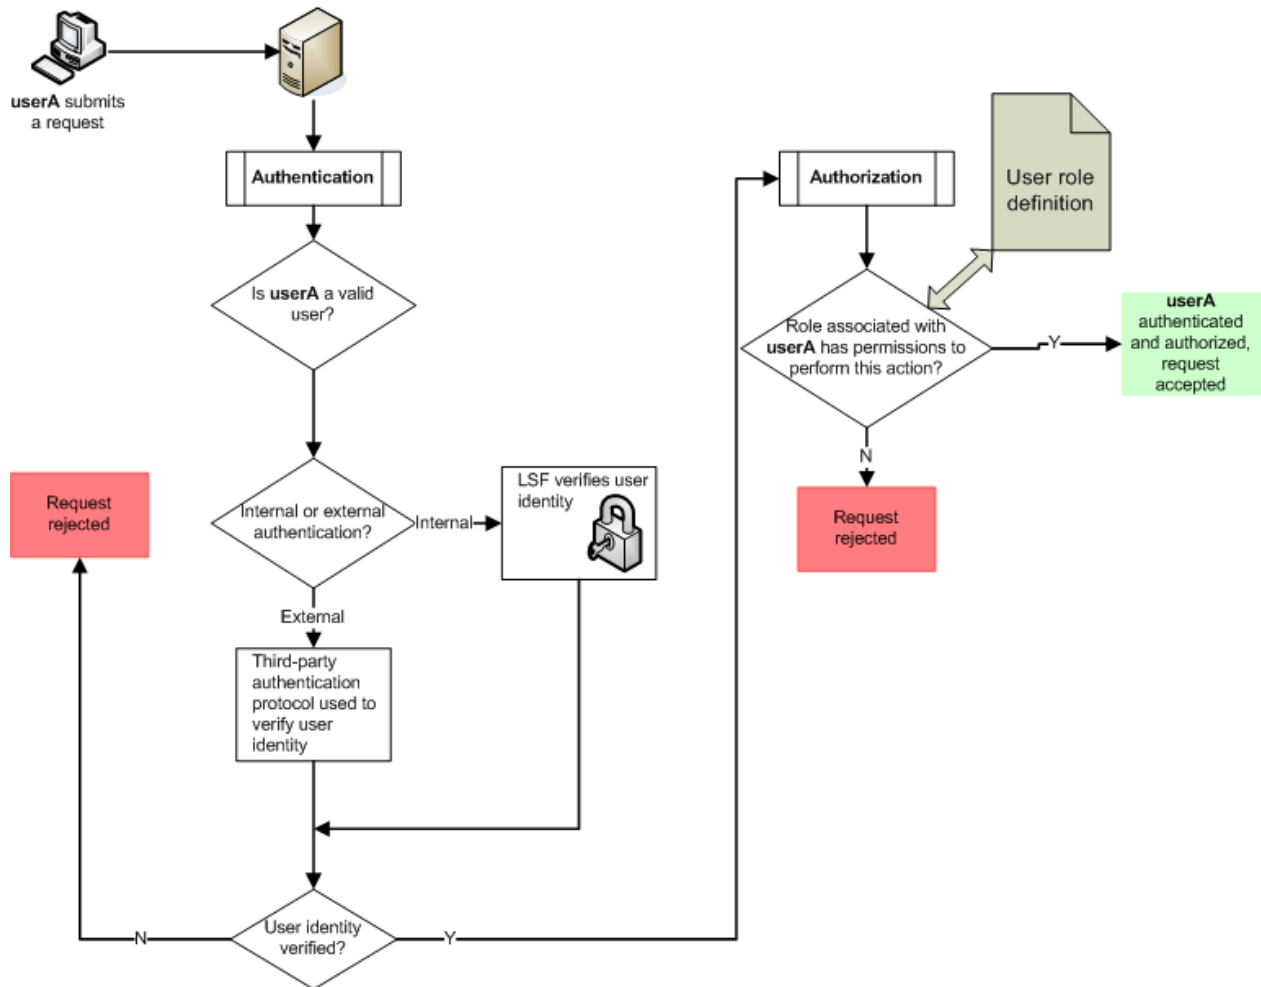 userA submits
a request
Authentication
Is userA a valid
user?
Internal or external
authentication?
Internal
LSF verifies user
identity
External
Third-party
authentication
protocol used to
verify user
identity
Request
rejected
User identity
verified?
N
Y
Authorization
User role
definition
Role associated with
userA has permissions to
perform this action?
Y
userA
authenticated
and authorized,
request
accepted
N
Request
rejected